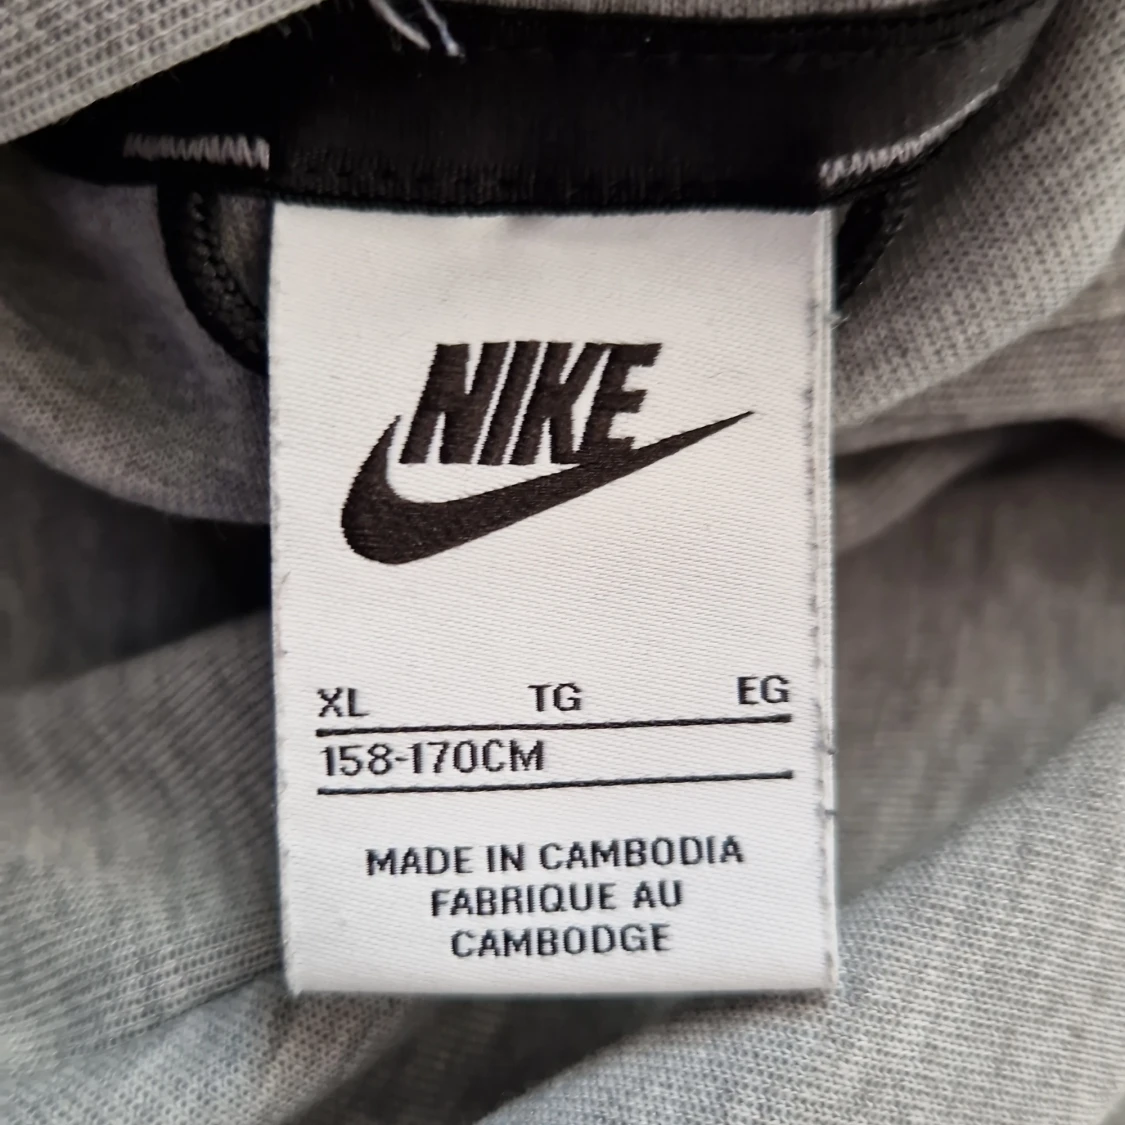 NIKE
XL TG EG
158-170CM
MADE IN CAMBODIA
FABRIQUE AU
CAMBODGE